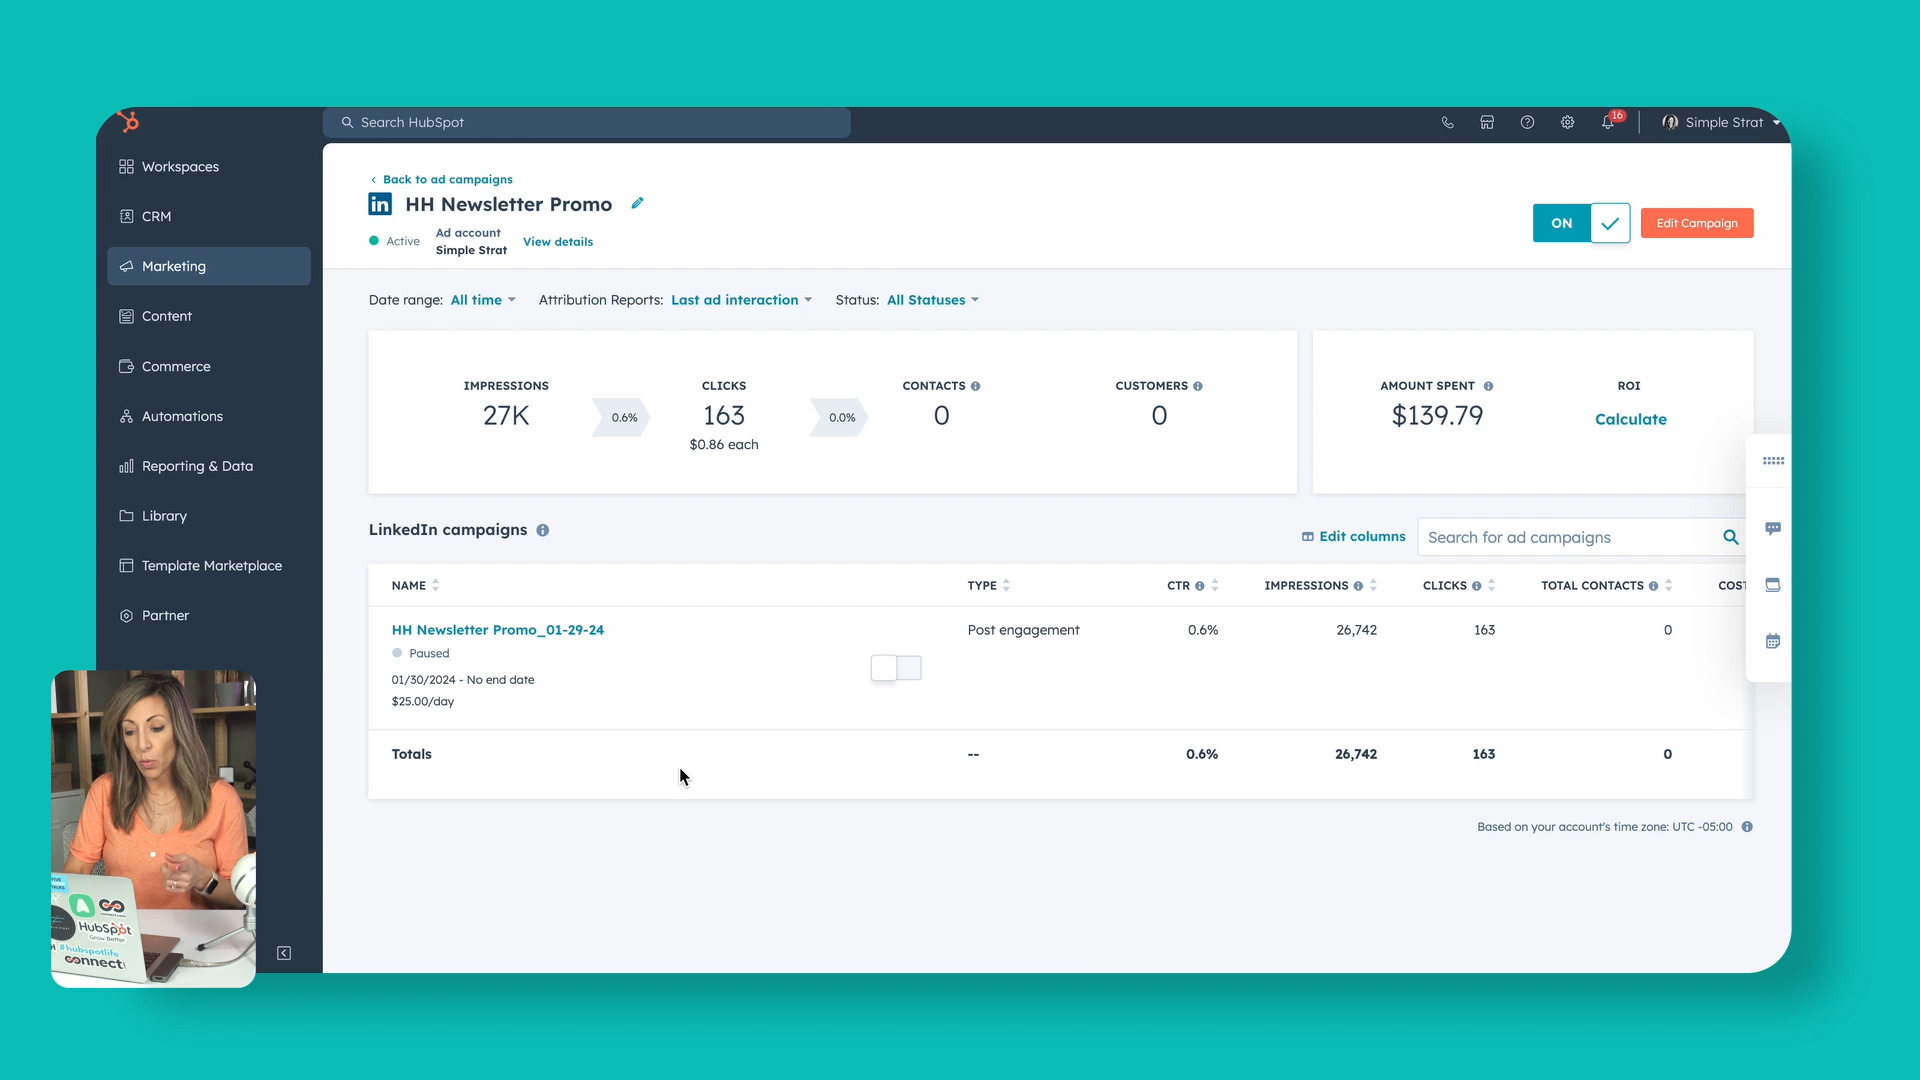 Search HubSpot
16
Simple Strat
Workspaces
CRM
Marketing
Content
Commerce
Automations
Reporting & Data
Library
Template Marketplace
Partner
Back to ad campaigns
in HH Newsletter Promo
Active
Ad account
Simple Strat
View details
ON
Edit Campaign
Date range: All time
Attribution Reports: Last ad interaction
Status: All Statuses
IMPRESSIONS
27K
0.6%
CLICKS
163
$0.86 each
0.0%
CONTACTS
0
CUSTOMERS
0
AMOUNT SPENT
$139.79
ROI
Calculate
LinkedIn campaigns
Edit columns
Search for ad campaigns
NAME TYPE CTR IMPRESSIONS CLICKS TOTAL CONTACTS COST
HH Newsletter Promo_01-29-24 Post engagement 0.6% 26,742 163 0
Paused
01/30/2024 - No end date
$25.00/day
Totals -- 0.6% 26,742 163 0
Based on your account's time zone: UTC -05:00
HubSpot
Grow Better
#hubspotlife
connect